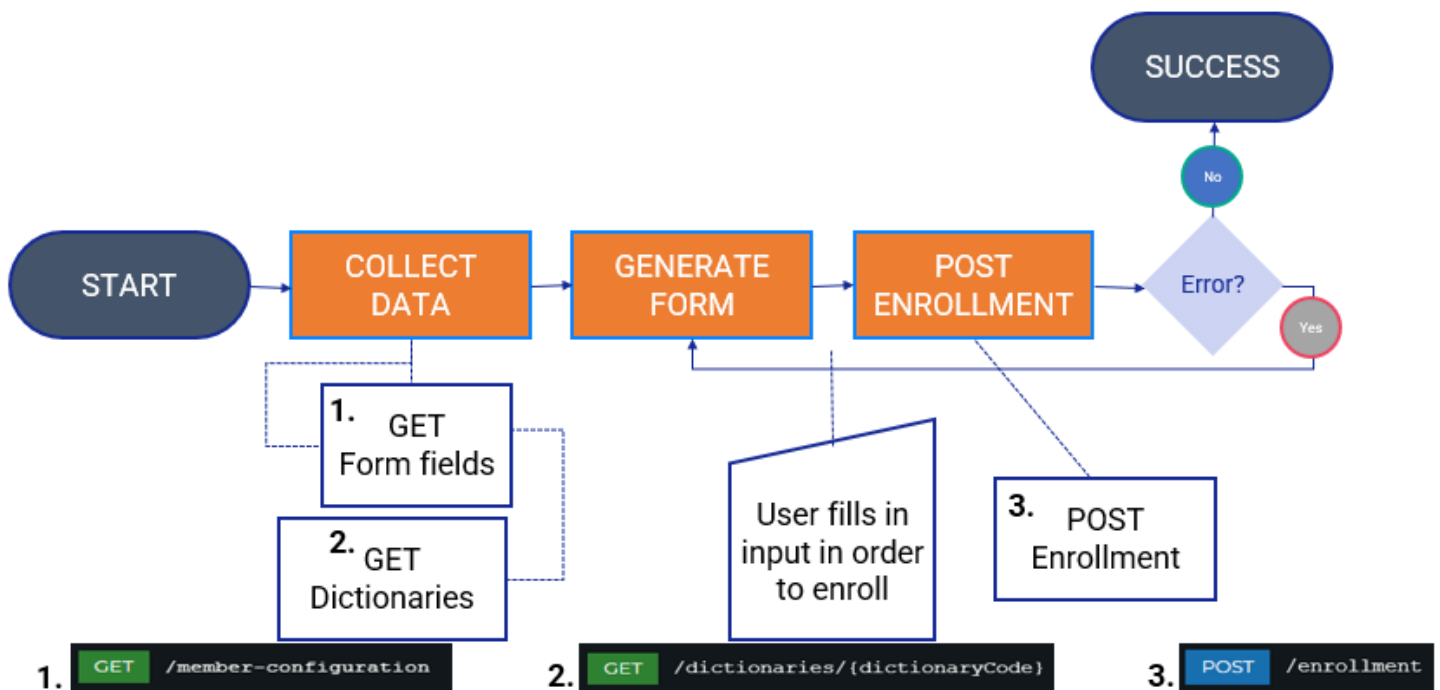 SUCCESS
No
START
COLLECT
DATA
GENERATE
FORM
POST
ENROLLMENT
Error?
Yes
1.
GET
Form fields
2.
GET
Dictionaries
User fills in
input in order
to enroll
3.
POST
Enrollment
1. GET /member-configuration
2. GET /dictionaries/{dictionaryCode}
3. POST /enrollment